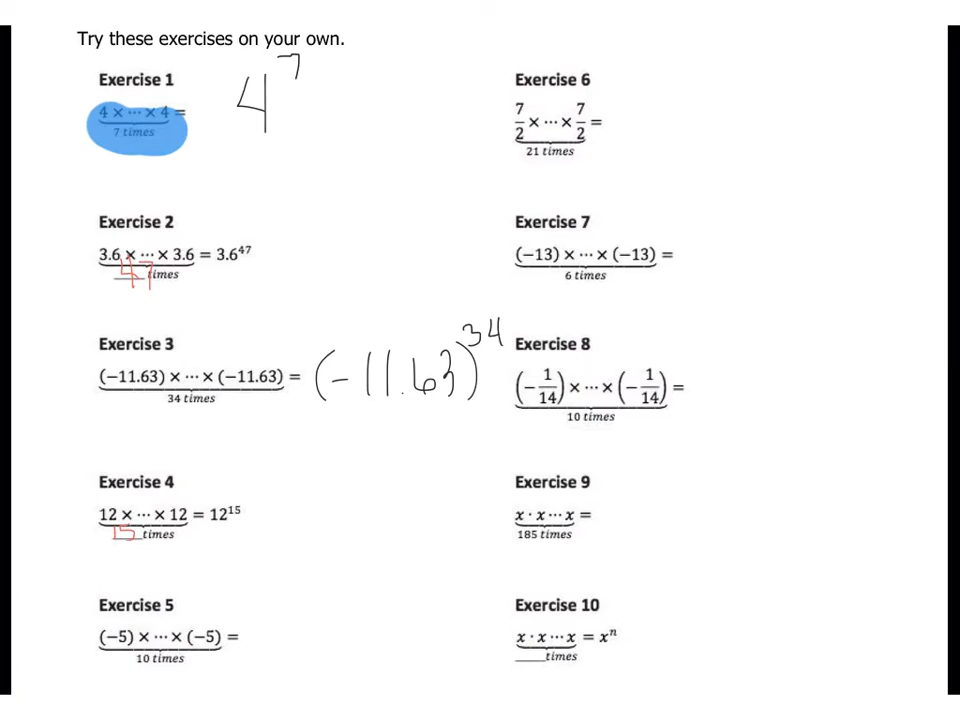 Try these exercises on your own.
Exercise 1
4 × ⋯ × 4 =
7 times
4⁷
Exercise 2
3.6 × ⋯ × 3.6 = 3.6⁴⁷
47 times
Exercise 3
(−11.63) × ⋯ × (−11.63) = (−11.63)³⁴
34 times
Exercise 4
12 × ⋯ × 12 = 12¹⁵
15 times
Exercise 5
(−5) × ⋯ × (−5) =
10 times
Exercise 6
7/2 × ⋯ × 7/2 =
21 times
Exercise 7
(−13) × ⋯ × (−13) =
6 times
Exercise 8
(−1/14) × ⋯ × (−1/14) =
10 times
Exercise 9
x · x ⋯ x =
185 times
Exercise 10
x · x ⋯ x = xⁿ
___times